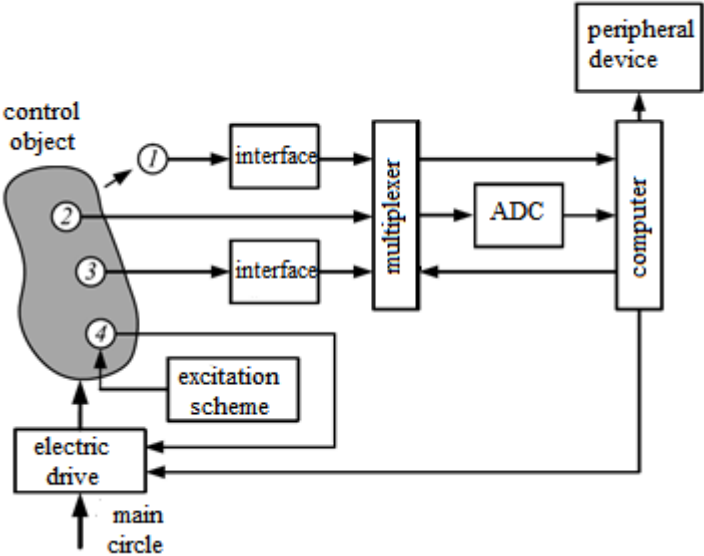 peripheral
device
control
object
1
interface
multiplexer
computer
2
ADC
3
interface
4
excitation
scheme
electric
drive
main
circle